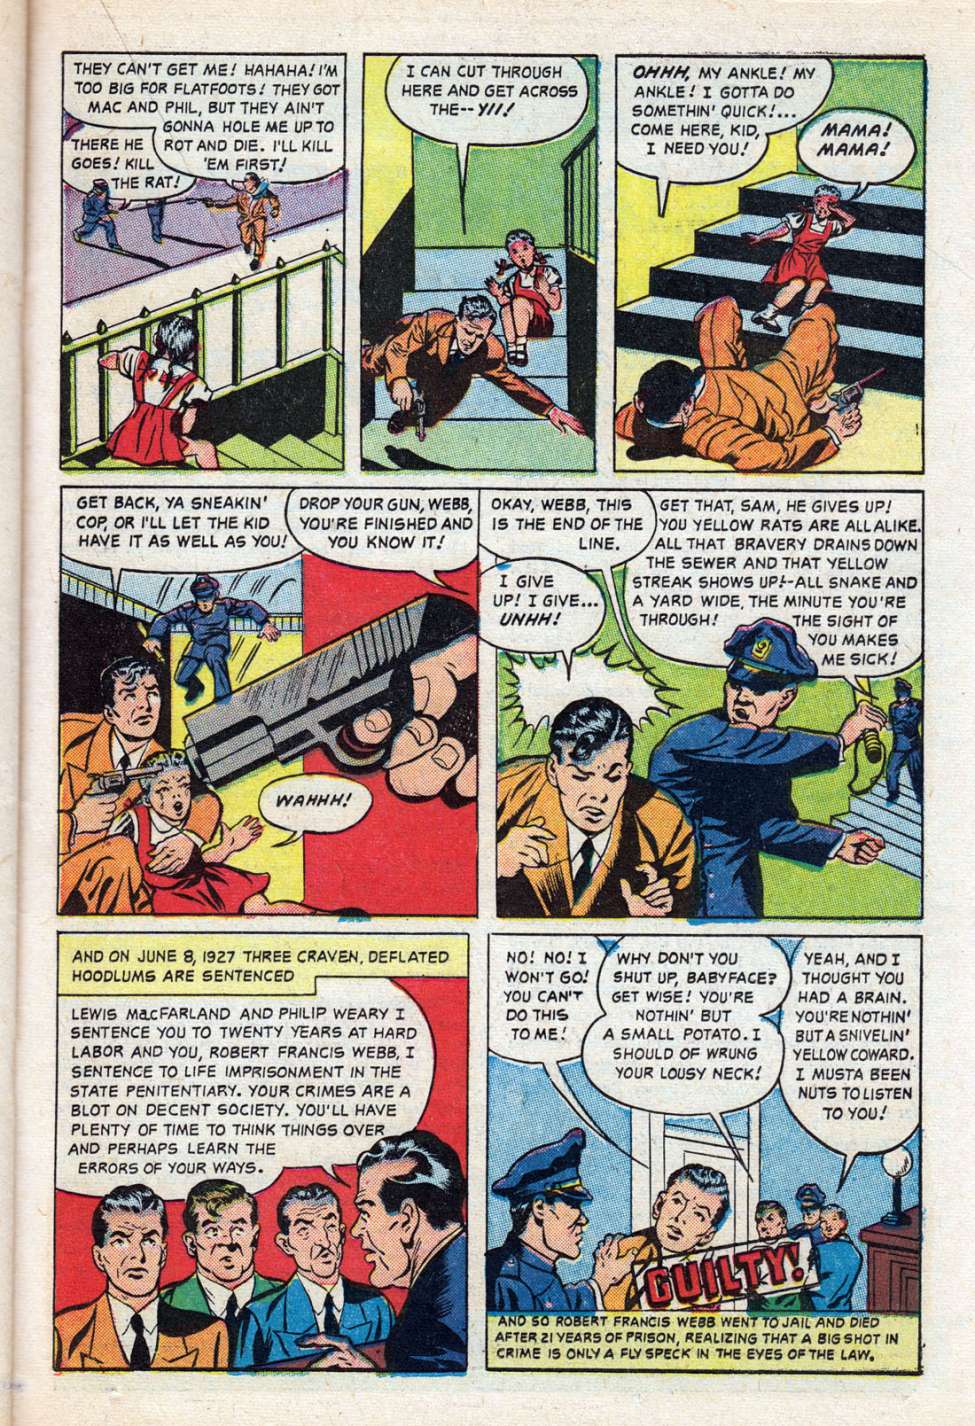 THEY CAN'T GET ME! HAHAHA! I'M
TOO BIG FOR FLATFOOTS! THEY GOT
MAC AND PHIL, BUT THEY AIN'T
GONNA HOLE ME UP TO
ROT AND DIE. I'LL KILL
'EM FIRST!
THERE HE
GOES! KILL
THE RAT!
I CAN CUT THROUGH
HERE AND GET ACROSS
THE--YII!
OHHH, MY ANKLE! MY
ANKLE! I GOTTA DO
SOMETHIN' QUICK!...
COME HERE, KID,
I NEED YOU!
MAMA!
MAMA!
GET BACK, YA SNEAKIN'
COP, OR I'LL LET THE KID
HAVE IT AS WELL AS YOU!
DROP YOUR GUN, WEBB,
YOU'RE FINISHED AND
YOU KNOW IT!
WAHHH!
OKAY, WEBB, THIS
IS THE END OF THE
LINE.
I GIVE
UP! I GIVE...
UNHH!
GET THAT, SAM, HE GIVES UP!
YOU YELLOW RATS ARE ALL ALIKE.
ALL THAT BRAVERY DRAINS DOWN
THE SEWER AND THAT YELLOW
STREAK SHOWS UP!-ALL SNAKE AND
A YARD WIDE, THE MINUTE YOU'RE
THROUGH! THE SIGHT OF
YOU MAKES
ME SICK!
AND ON JUNE 8, 1927 THREE CRAVEN, DEFLATED
HOODLUMS ARE SENTENCED
LEWIS MacFARLAND AND PHILIP WEARY I
SENTENCE YOU TO TWENTY YEARS AT HARD
LABOR AND YOU, ROBERT FRANCIS WEBB, I
SENTENCE TO LIFE IMPRISONMENT IN THE
STATE PENITENTIARY. YOUR CRIMES ARE A
BLOT ON DECENT SOCIETY. YOU'LL HAVE
PLENTY OF TIME TO THINK THINGS OVER
AND PERHAPS LEARN THE
ERRORS OF YOUR WAYS.
NO! NO! I
WON'T GO!
YOU CAN'T
DO THIS
TO ME!
WHY DON'T YOU
SHUT UP, BABYFACE?
GET WISE! YOU'RE
NOTHIN' BUT
A SMALL POTATO. I
SHOULD OF WRUNG
YOUR LOUSY NECK!
YEAH, AND I
THOUGHT YOU
HAD A BRAIN.
YOU'RE NOTHIN'
BUT A SNIVELIN'
YELLOW COWARD.
I MUSTA BEEN
NUTS TO LISTEN
TO YOU!
GUILTY!
AND SO ROBERT FRANCIS WEBB WENT TO JAIL AND DIED
AFTER 21 YEARS OF PRISON, REALIZING THAT A BIG SHOT IN
CRIME IS ONLY A FLY SPECK IN THE EYES OF THE LAW.